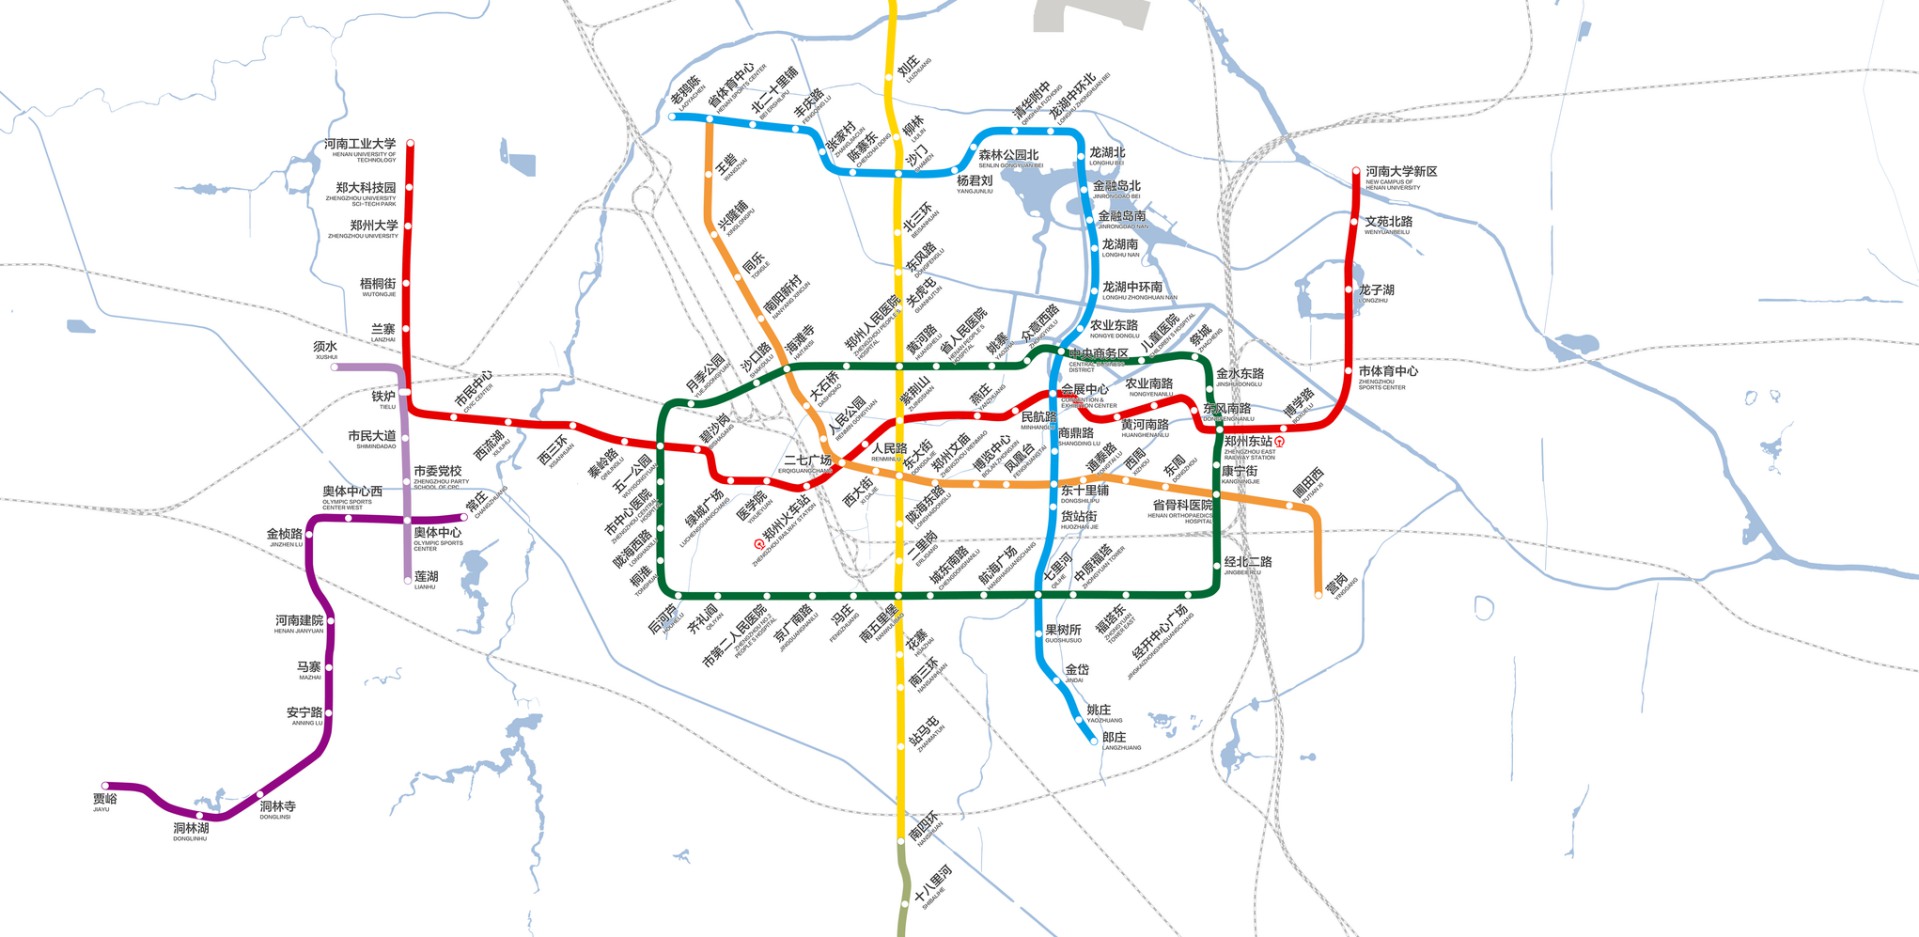 刘庄
LIUZHUANG
柳林
LIULIN
沙门
SHAMEN
北三环
BEISANHUAN
东风路
DONGFENGLU
关虎屯
GUANHUTUN
黄河路
HUANGHELU
紫荆山
ZIJINGSHAN
东大街
DONGDAJIE
陇海东路
LONGHAIDONGLU
二里岗
ERLIGANG
南五里堡
NANWULIBAO
花寨
HUAZHAI
南三环
NANSANHUAN
站马屯
ZHANMATUN
南四环
NANSIHUAN
十八里河
SHIBALIHE
老鸦陈
LAOYACHEN
省体育中心
HENAN SPORTS CENTER
北二十里铺
BEI ERSHILIPU
丰庆路
FENGQING LU
张家村
ZHANGJIACUN
陈寨东
CHENZHAI DONG
杨君刘
YANGJUNLIU
森林公园北
SENLIN GONGYUAN BEI
清华附中
QINGHUA FUZHONG
龙湖中环北
LONGHU ZHONGHUAN BEI
龙湖北
LONGHU BEI
金融岛北
JINRONGDAO BEI
金融岛南
JINRONGDAO NAN
龙湖南
LONGHU NAN
龙湖中环南
LONGHU ZHONGHUAN NAN
农业东路
NONGYE DONGLU
中央商务区
CENTRAL BUSINESS
DISTRICT
会展中心
CONVENTION &
EXHIBITION CENTER
民航路
MINHANGLU
商鼎路
SHANGDING LU
东十里铺
DONGSHILIPU
货站街
HUOZHAN JIE
七里河
QILIHE
果树所
GUOSHUSUO
金岱
JINDAI
姚庄
YAOZHUANG
郎庄
LANGZHUANG
王砦
WANGZHAI
兴隆铺
XINGLONGPU
同乐
TONGLE
南阳新村
NANYANG XINCUN
海滩寺
HAITANSI
大石桥
DASHIQIAO
人民公园
RENMIN GONGYUAN
二七广场
ERQIGUANGCHANG
西大街
XI DAJIE
郑州文庙
ZHENGZHOU WENMIAO
博览中心
BOLAN ZHONGXIN
凤凰台
FENGHUANGTAI
通泰路
TONGTAI LU
西周
XIZHOU
东周
DONGZHOU
省骨科医院
HENAN ORTHOPAEDICS
HOSPITAL
圃田西
PUTIAN XI
营岗
YINGGANG
河南工业大学
HENAN UNIVERSITY OF
TECHNOLOGY
郑大科技园
ZHENGZHOU UNIVERSITY
SCI-TECH PARK
郑州大学
ZHENGZHOU UNIVERSITY
梧桐街
WUTONGJIE
兰寨
LANZHAI
铁炉
TIELU
市民中心
CIVIC CENTER
西流湖
XILIUHU
西三环
XISANHUAN
秦岭路
QINLINGLU
五一公园
WUYIGONGYUAN
碧沙岗
BISHAGANG
绿城广场
LUCHENGGUANGCHANG
医学院
YIXUEYUAN
郑州火车站
ZHENGZHOU RAILWAY STATION
人民路
RENMINLU
燕庄
YANZHUANG
黄河南路
HUANGHENANLU
农业南路
NONGYENANLU
东风南路
DONGFENGNANLU
郑州东站
ZHENGZHOU EAST
RAILWAY STATION
博学路
BOXUELU
市体育中心
ZHENGZHOU
SPORTS CENTER
龙子湖
LONGZIHU
文苑北路
WENYUANBEILU
河南大学新区
NEW CAMPUS OF
HENAN UNIVERSITY
月季公园
YUEJIGONGYUAN
沙口路
SHAKOULU
郑州人民医院
ZHENGZHOU PEOPLE'S
HOSPITAL
省人民医院
HENAN PEOPLE'S
HOSPITAL
姚寨
YAOZHAI
众意西路
ZHONGYIXILU
儿童医院
CHILDREN'S HOSPITAL
祭城
ZHACHENG
金水东路
JINSHUIDONGLU
康宁街
KANGNINGJIE
经北二路
JINGBEIERLU
经开中心广场
JINGKAIZHONGXINGUANGCHANG
福塔东
ZHONGYUAN
TOWER EAST
中原福塔
ZHONGYUAN TOWER
航海广场
HANGHAIGUANGCHANG
城东南路
CHENGDONGNANLU
冯庄
FENGZHUANG
京广南路
JINGGUANGNANLU
市第二人民医院
ZHENGZHOU NO.2
PEOPLE'S HOSPITAL
齐礼阎
QILIYAN
后河芦
HOUHELU
桐淮
TONGHUAI
陇海西路
LONGHAIXILU
市中心医院
ZHENGZHOU CENTRAL
HOSPITAL
须水
XUSHUI
市民大道
SHIMINDADAO
市委党校
ZHENGZHOU PARTY
SCHOOL OF CPC
奥体中心
OLYMPIC SPORTS
CENTER
莲湖
LIANHU
常庄
CHANGZHUANG
奥体中心西
OLYMPIC SPORTS
CENTER WEST
金桢路
JINZHEN LU
河南建院
HENAN JIANYUAN
马寨
MAZHAI
安宁路
ANNING LU
洞林寺
DONGLINSI
洞林湖
DONGLINHU
贾峪
JIAYU